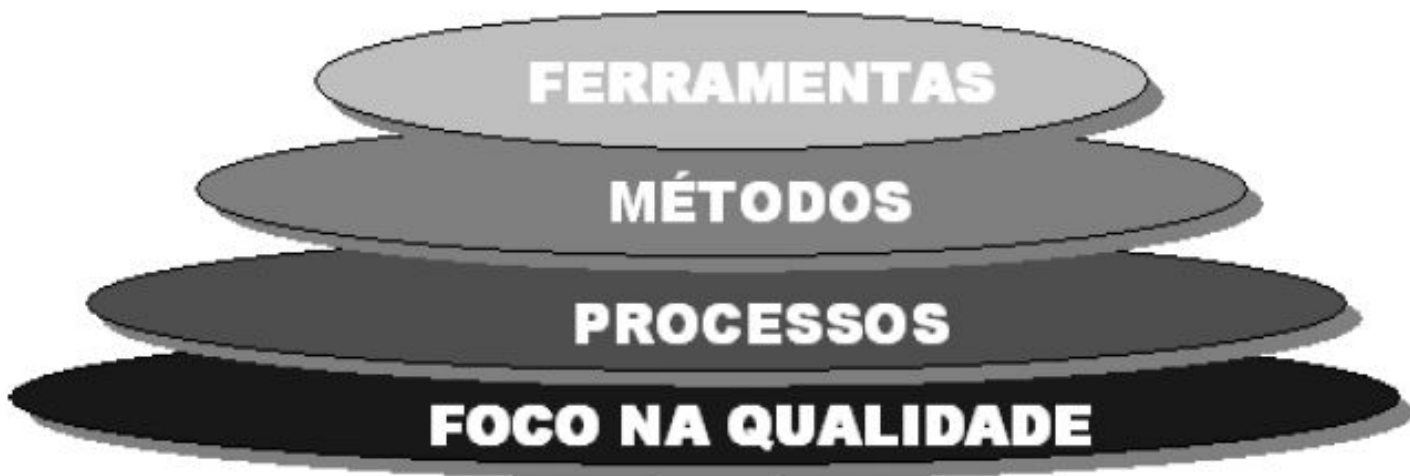 FERRAMENTAS
MÉTODOS
PROCESSOS
FOCO NA QUALIDADE